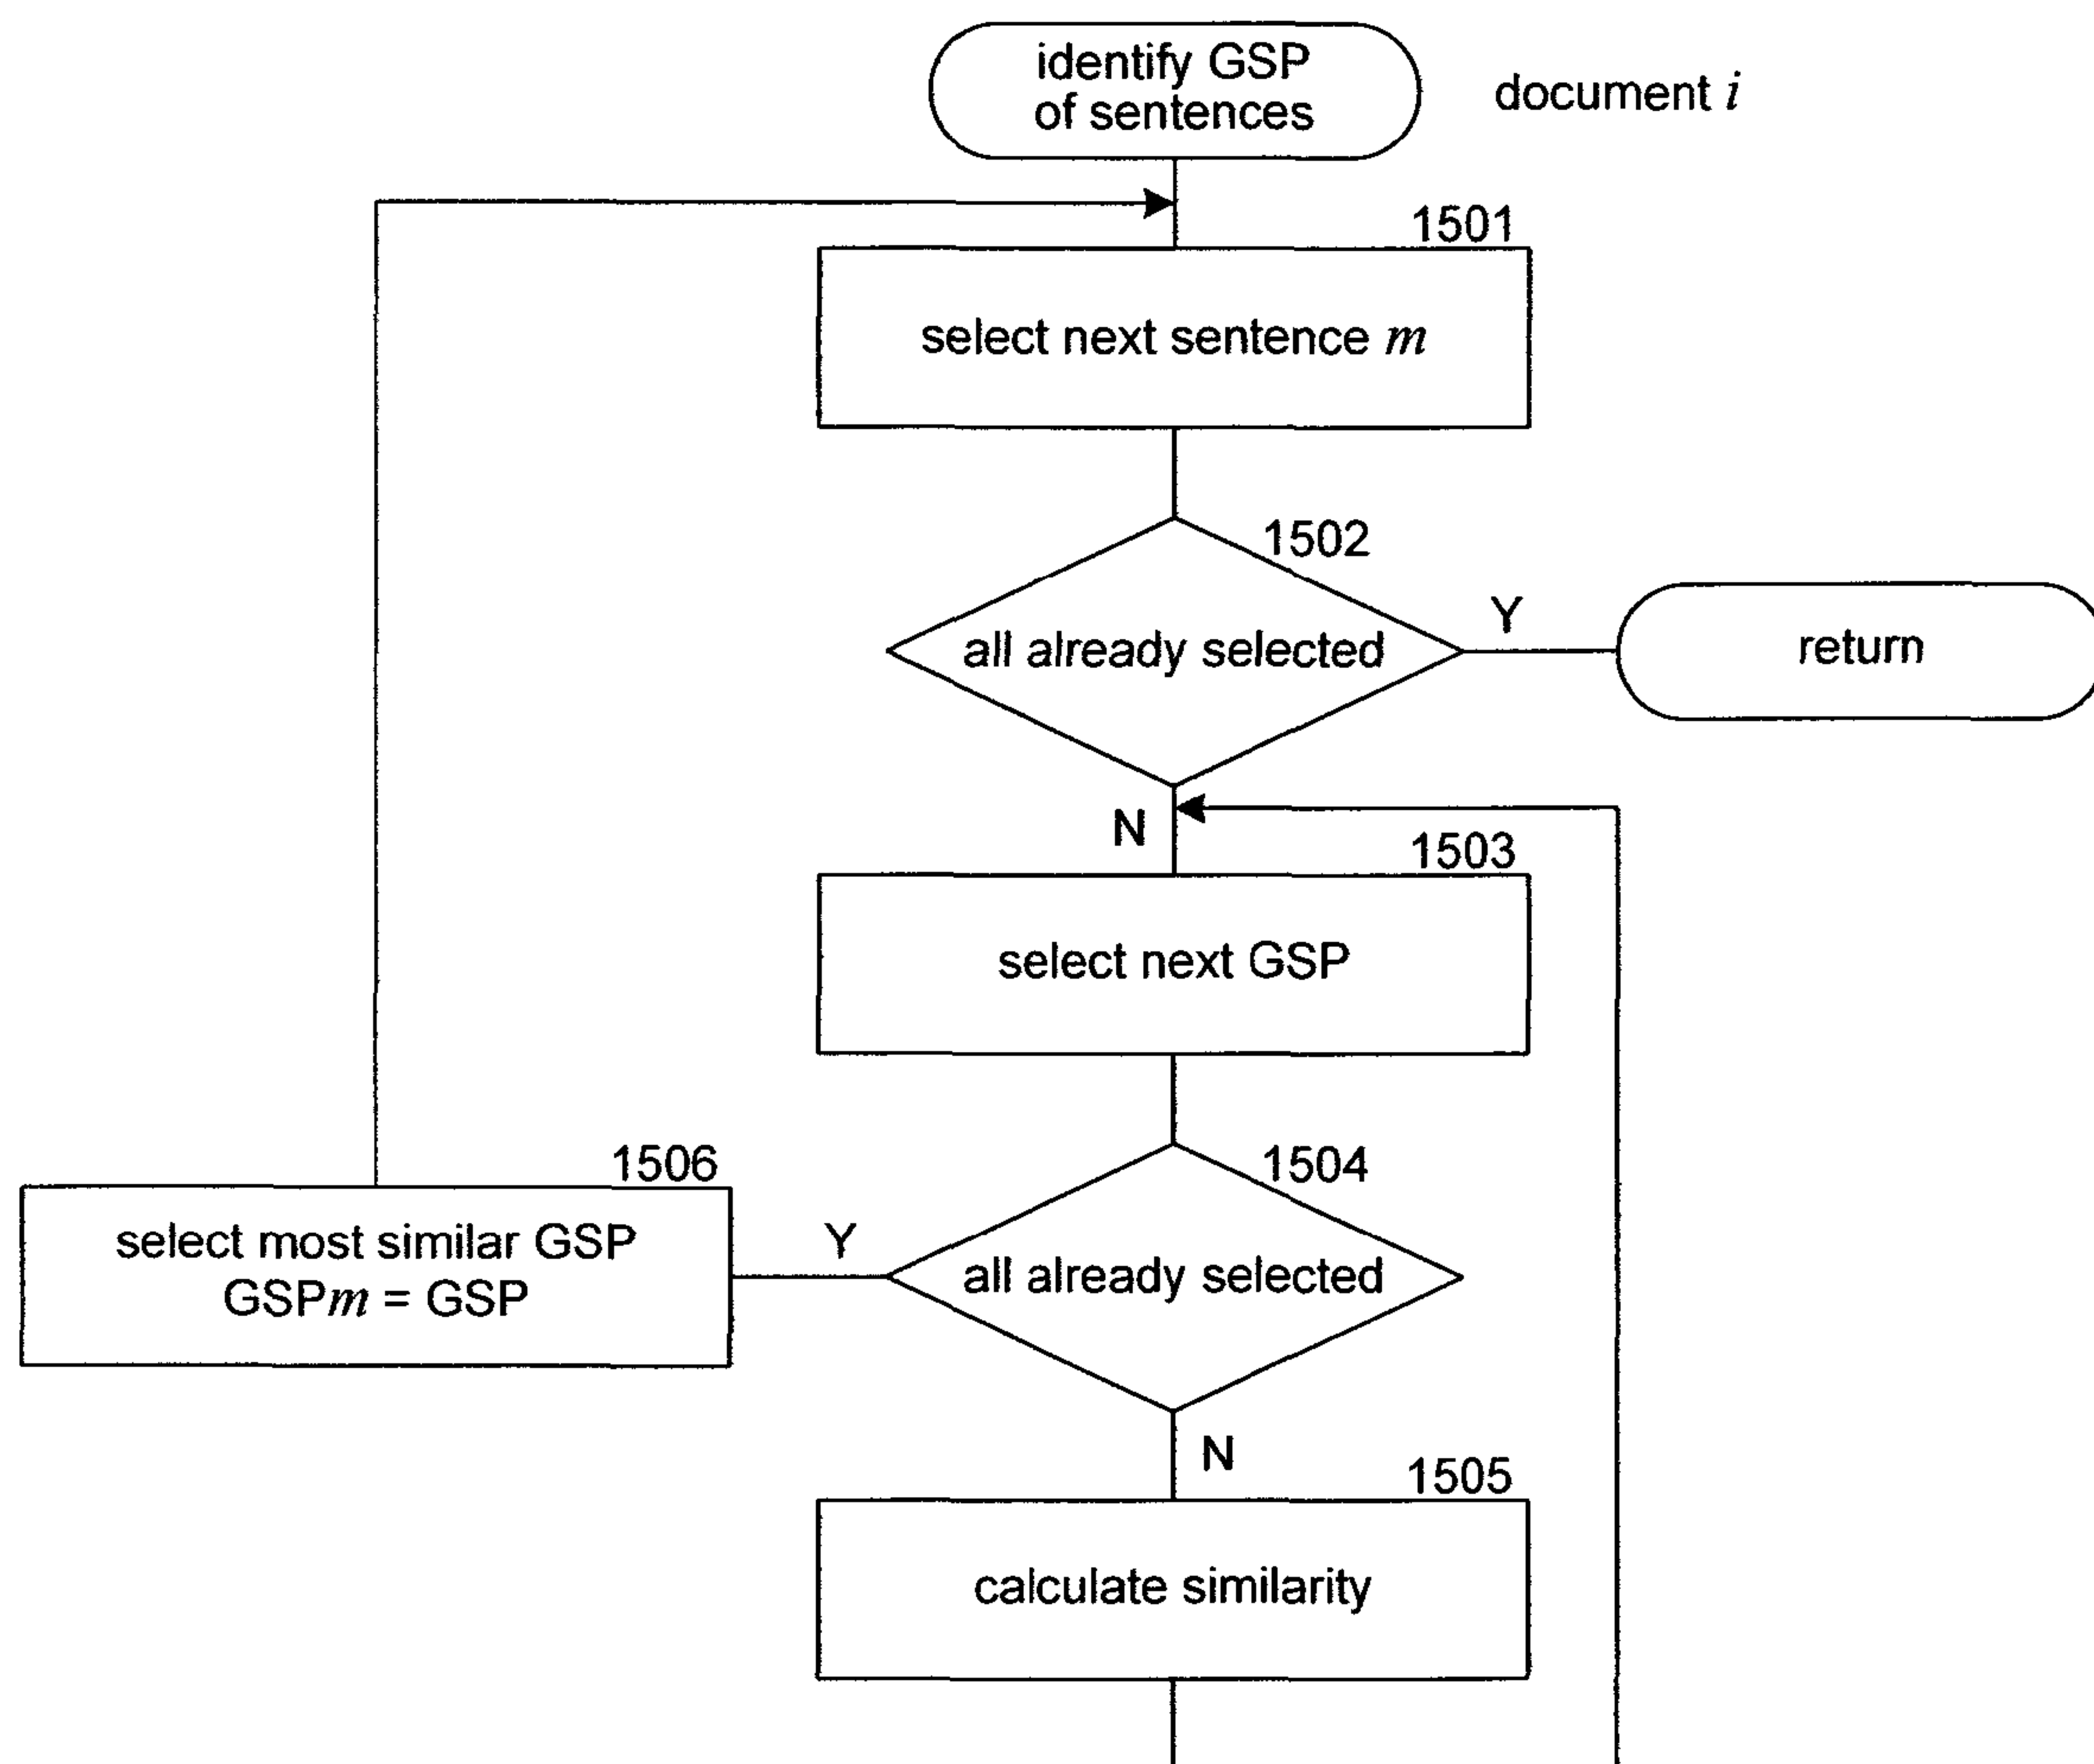 identify GSP
of sentences
document i
1501
select next sentence m
1502
all already selected
Y
return
N
1503
select next GSP
1504
all already selected
Y
1506
select most similar GSP
GSPm = GSP
N
1505
calculate similarity